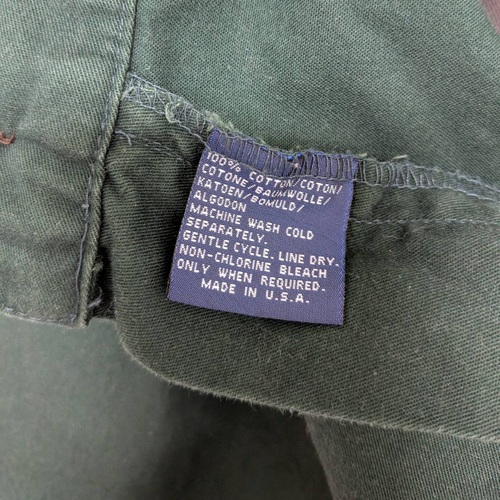 100% COTTON/COTON/
COTONE/BAUMWOLLE/
KATOEN/BOMULD/
ALGODON
MACHINE WASH COLD
SEPARATELY.
GENTLE CYCLE. LINE DRY.
NON-CHLORINE BLEACH
ONLY WHEN REQUIRED.
MADE IN U.S.A.